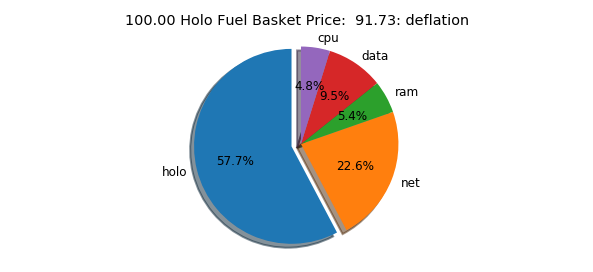 100.00 Holo Fuel Basket Price:  91.73: deflation
cpu
data
4.8%
ram
9.5%
5.4%
57.7%
22.6%
holo
net